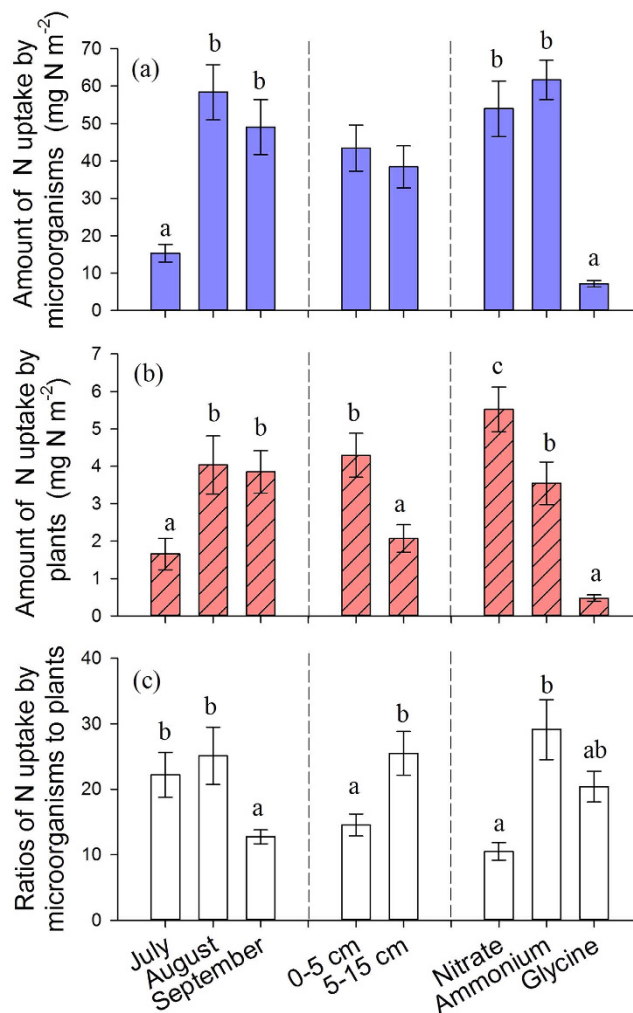 (a)
Amount of N uptake by
microorganisms (mg N m-2)
70
60
50
40
30
20
10
0
a
b
b
b
b
a
(b)
Amount of N uptake by
plants (mg N m-2)
7
6
5
4
3
2
1
0
a
b
b
b
a
c
b
a
(c)
Ratios of N uptake by
microorganisms to plants
40
30
20
10
0
b
b
a
a
b
a
b
ab
July
August
September
0-5 cm
5-15 cm
Nitrate
Ammonium
Glycine